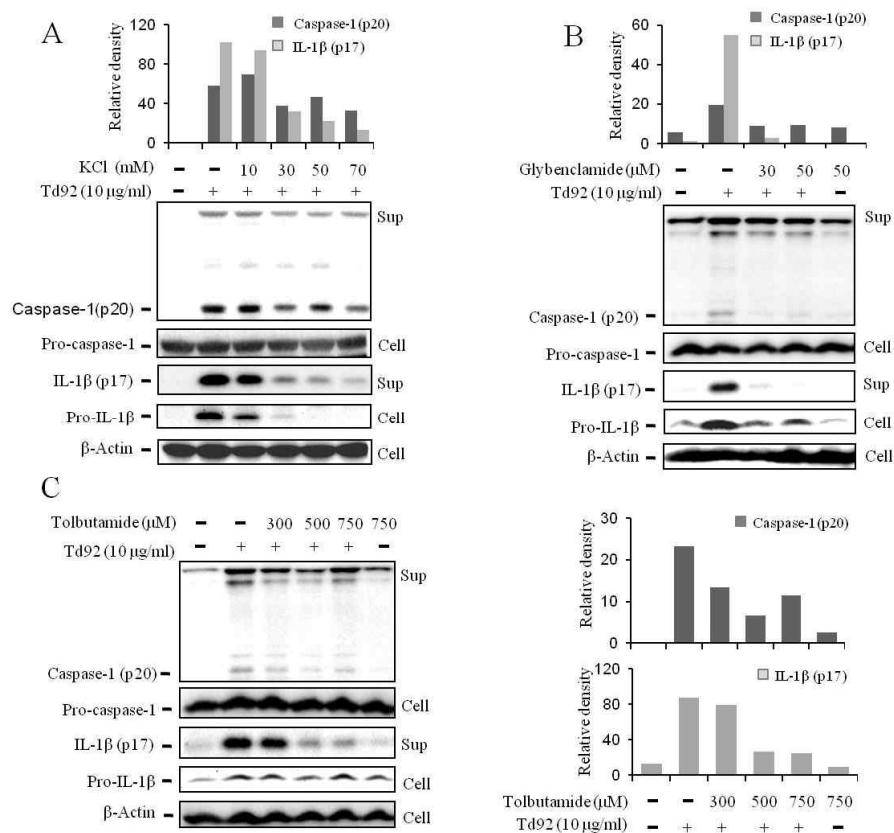 A
Relative density
160
120
80
40
0
Caspase-1(p20)
IL-1β (p17)
KCl (mM) – – 10 30 50 70
Td92 (10 µg/ml) – + + + + +
Sup
Caspase-1(p20) –
Pro-caspase-1 – Cell
IL-1β (p17) – Sup
Pro-IL-1β – Cell
β-Actin – Cell
B
Relative density
60
40
20
0
Caspase-1(p20)
IL-1β (p17)
Glybenclamide (µM) – – 30 50 50
Td92 (10 µg/ml) – + + + –
Sup
Caspase-1 (p20) –
Pro-caspase-1 – Cell
IL-1β (p17) – Sup
Pro-IL-1β – Cell
β-Actin – Cell
C
Tolbutamide (µM) – – 300 500 750 750
Td92 (10 µg/ml) – + + + + –
Sup
Caspase-1 (p20) –
Pro-caspase-1 – Cell
IL-1β (p17) – Sup
Pro-IL-1β – Cell
β-Actin – Cell
Relative density
30
20
10
0
Caspase-1(p20)
Relative density
120
80
40
0
IL-1β (p17)
Tolbutamide (µM) – – 300 500 750 750
Td92 (10 µg/ml) – + + + + –